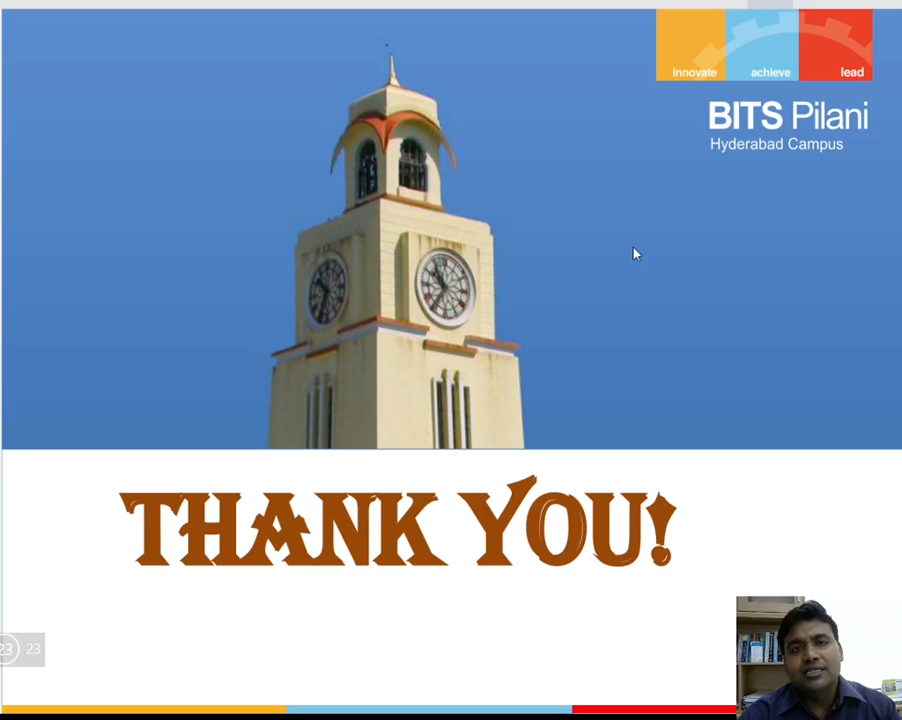 innovate achieve lead
BITS Pilani
Hyderabad Campus
THANK YOU!
23 23